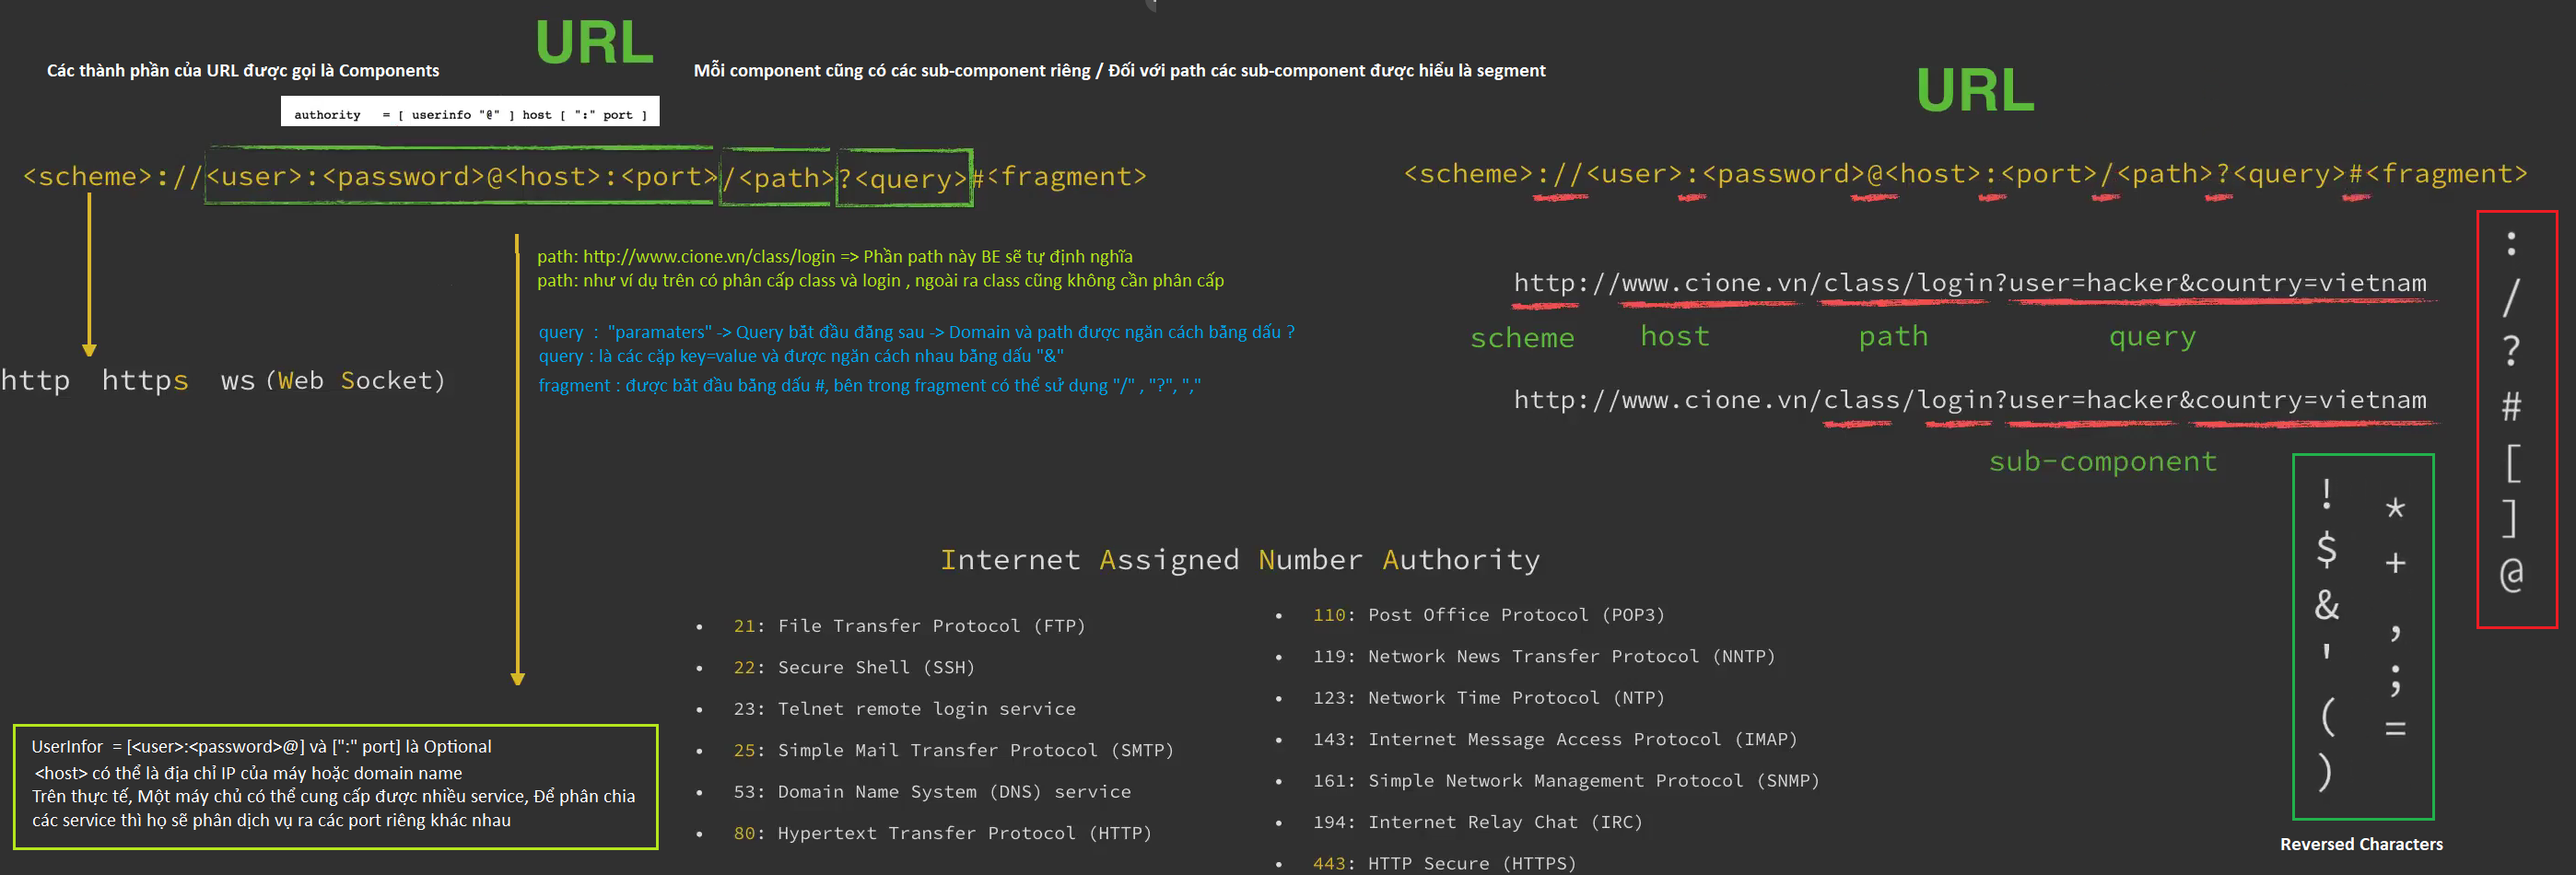 URL
Các thành phần của URL được gọi là Components
Mỗi component cũng có các sub-component riêng / Đối với path các sub-component được hiểu là segment
authority = [ userinfo "@" ] host [ ":" port ]
<scheme>://<user>:<password>@<host>:<port>/<path>?<query>#<fragment>
http https ws (Web Socket)
path: http://www.cione.vn/class/login => Phần path này BE sẽ tự định nghĩa
path: như ví dụ trên có phân cấp class và login , ngoài ra class cũng không cần phân cấp
query : "paramaters" -> Query bắt đầu đằng sau -> Domain và path được ngăn cách bằng dấu ?
query : là các cặp key=value và được ngăn cách nhau bằng dấu "&"
fragment : được bắt đầu bằng dấu #, bên trong fragment có thể sử dụng "/" , "?", ","
UserInfor = [<user>:<password>@] và [":" port] là Optional
<host> có thể là địa chỉ IP của máy hoặc domain name
Trên thực tế, Một máy chủ có thể cung cấp được nhiều service, Để phân chia
các service thì họ sẽ phân dịch vụ ra các port riêng khác nhau
Internet Assigned Number Authority
• 21: File Transfer Protocol (FTP)
• 22: Secure Shell (SSH)
• 23: Telnet remote login service
• 25: Simple Mail Transfer Protocol (SMTP)
• 53: Domain Name System (DNS) service
• 80: Hypertext Transfer Protocol (HTTP)
• 110: Post Office Protocol (POP3)
• 119: Network News Transfer Protocol (NNTP)
• 123: Network Time Protocol (NTP)
• 143: Internet Message Access Protocol (IMAP)
• 161: Simple Network Management Protocol (SNMP)
• 194: Internet Relay Chat (IRC)
• 443: HTTP Secure (HTTPS)
URL
<scheme>://<user>:<password>@<host>:<port>/<path>?<query>#<fragment>
http://www.cione.vn/class/login?user=hacker&country=vietnam
scheme host path query
http://www.cione.vn/class/login?user=hacker&country=vietnam
sub-component
:
/
?
#
[
]
@
!
$
&
'
(
)
*
+
,
;
=
Reversed Characters